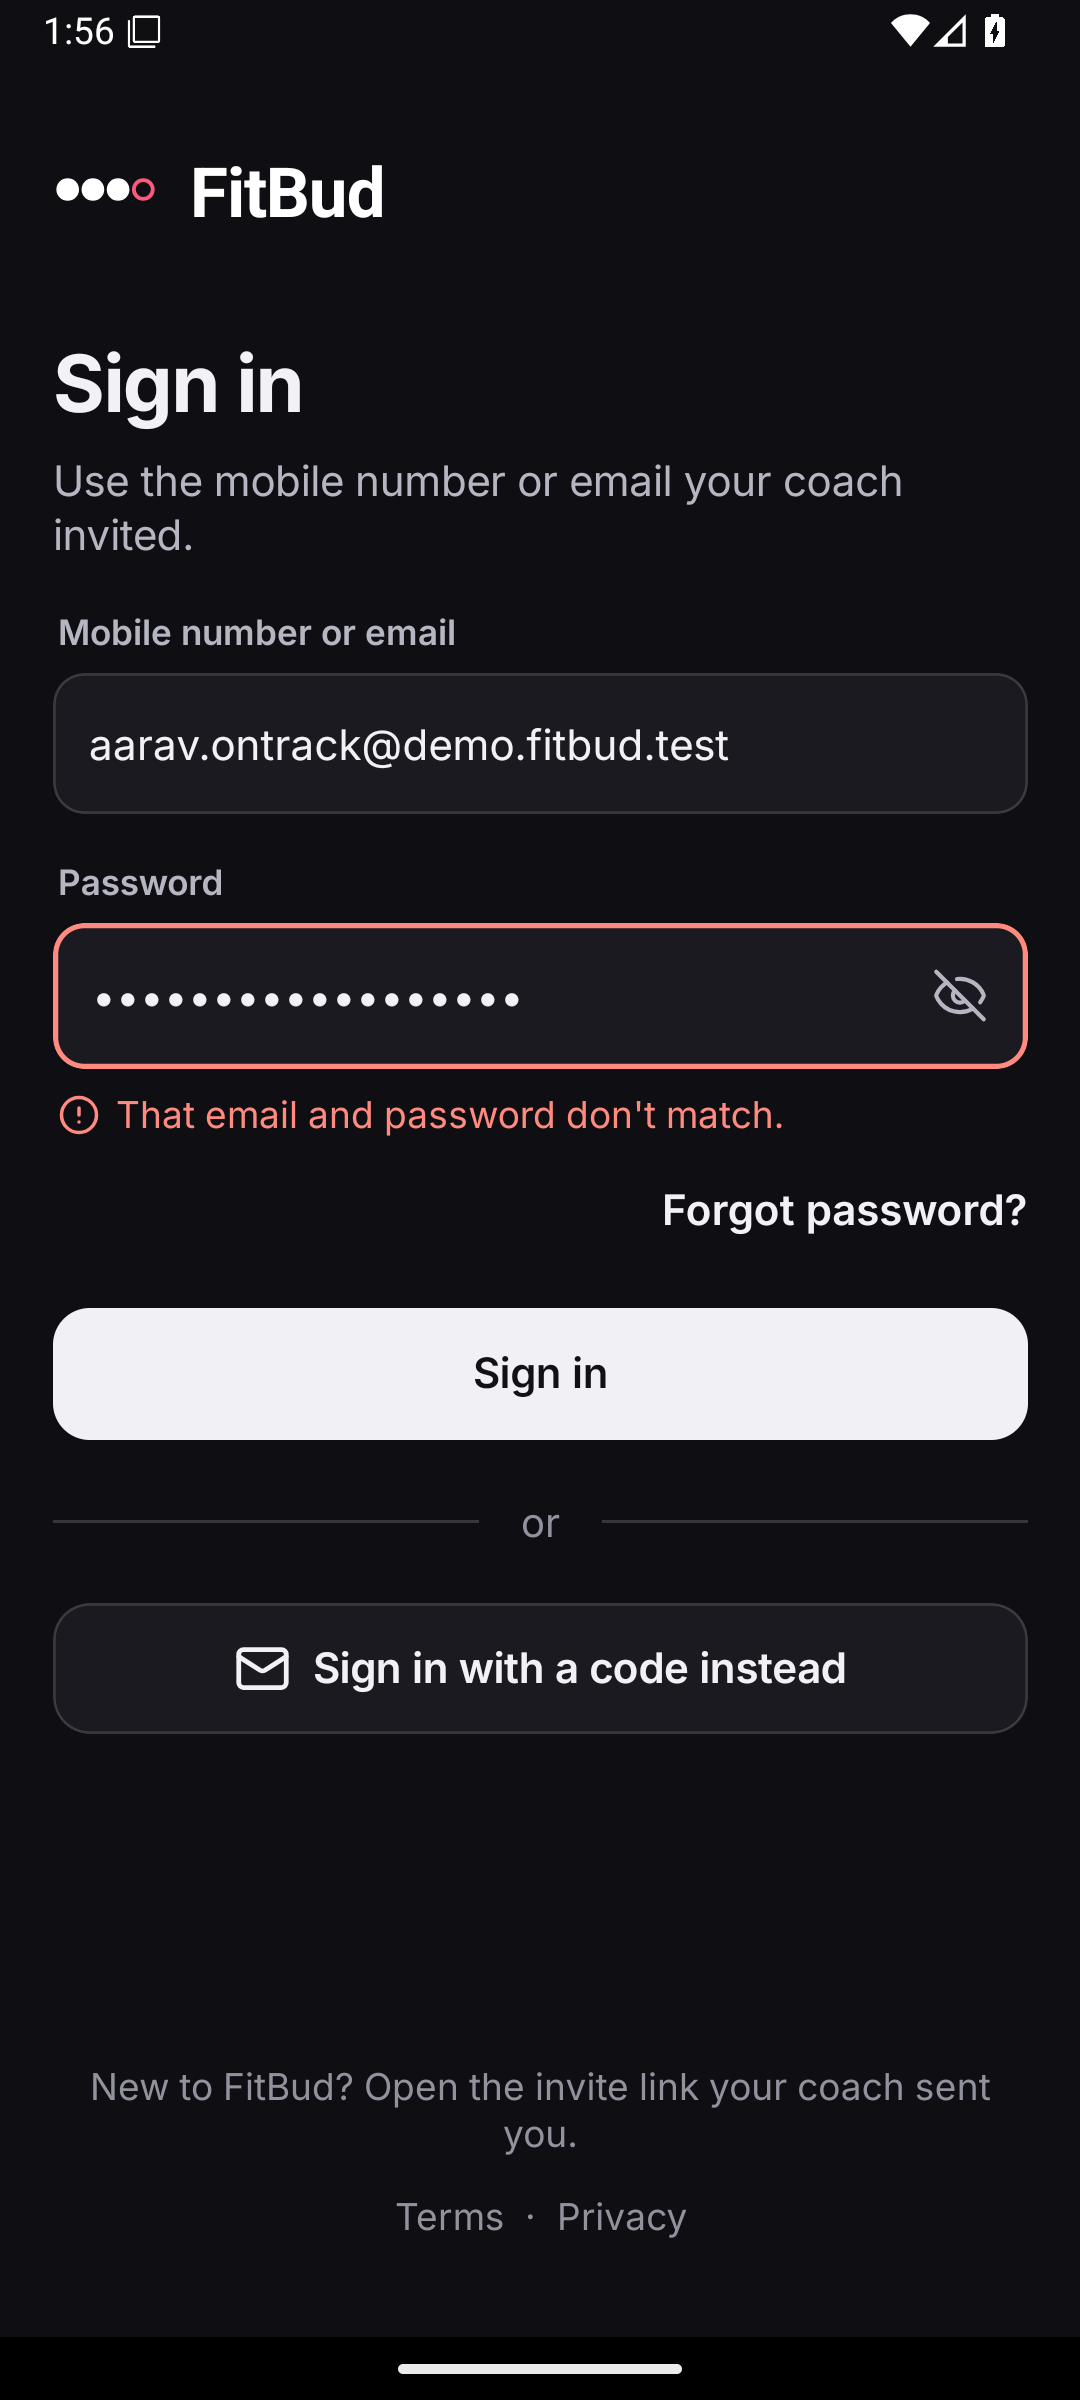 1:56
FitBud
Sign in
Use the mobile number or email your coach
invited.
Mobile number or email
aarav.ontrack@demo.fitbud.test
Password
••••••••••••••••••
That email and password don't match.
Forgot password?
Sign in
or
Sign in with a code instead
New to FitBud? Open the invite link your coach sent
you.
Terms · Privacy